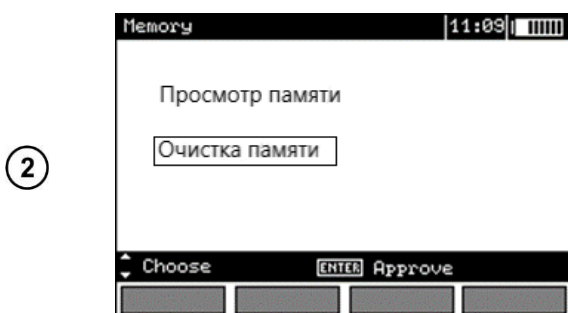 Memory 11:09
Просмотр памяти
Очистка памяти
2
Choose ENTER Approve